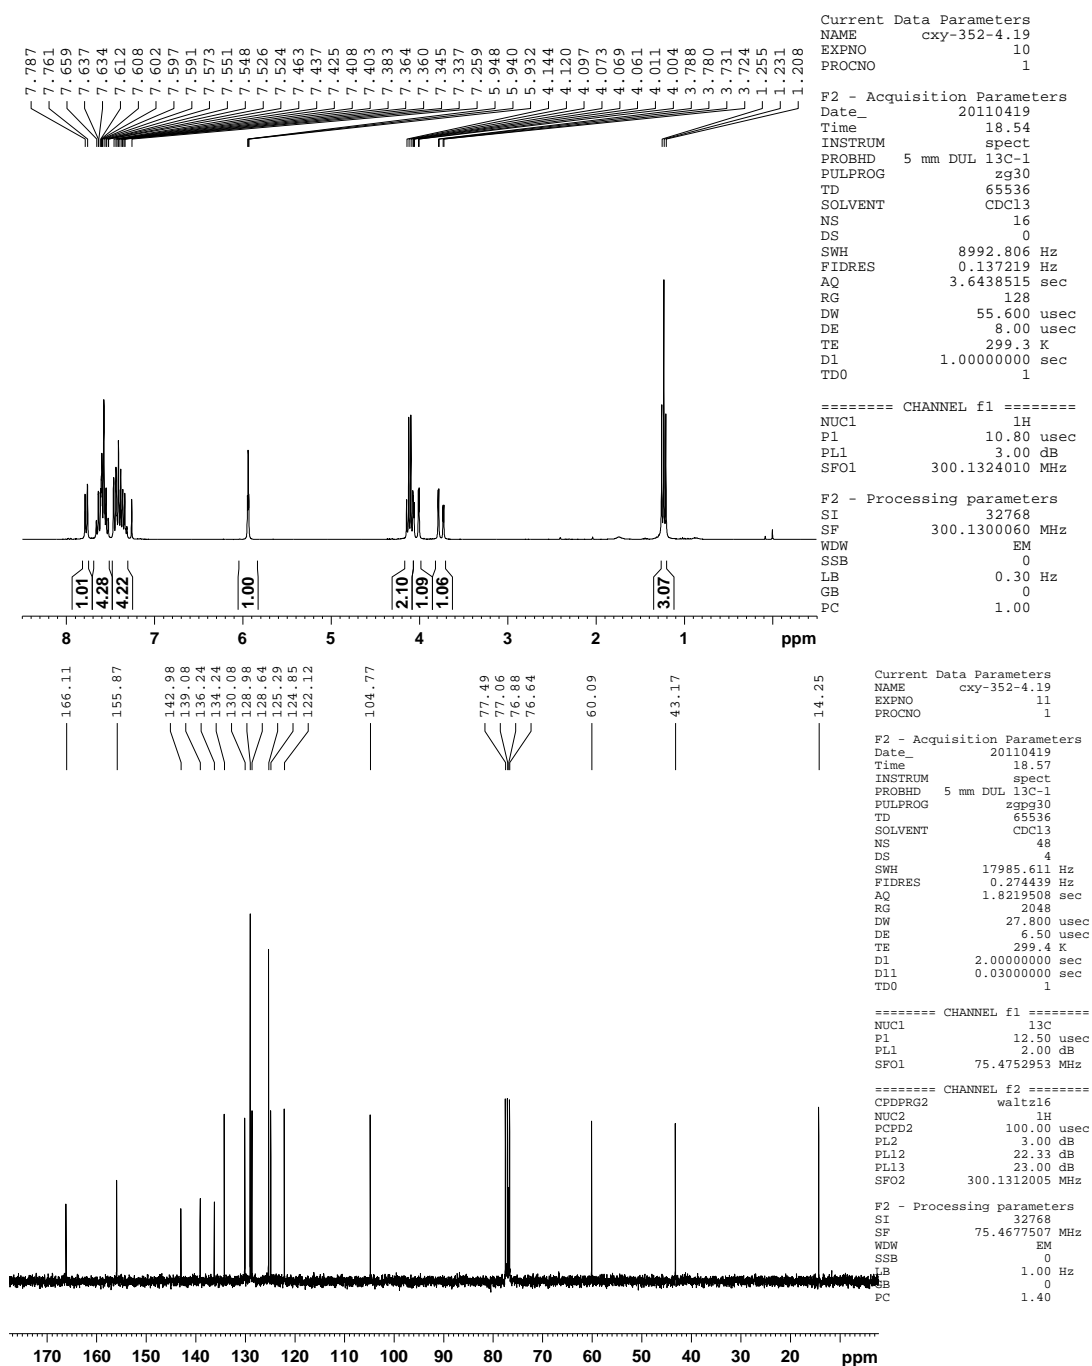 7.787
7.761
7.659
7.637
7.634
7.612
7.608
7.602
7.597
7.591
7.573
7.551
7.548
7.526
7.524
7.463
7.437
7.425
7.408
7.403
7.383
7.364
7.360
7.345
7.337
7.259
5.948
5.940
5.932
4.144
4.120
4.097
4.073
4.069
4.061
4.011
4.004
3.788
3.780
3.731
3.724
1.255
1.231
1.208
Current Data Parameters
NAME cxy-352-4.19
EXPNO 10
PROCNO 1
F2 - Acquisition Parameters
Date_ 20110419
Time 18.54
INSTRUM spect
PROBHD 5 mm DUL 13C-1
PULPROG zg30
TD 65536
SOLVENT CDCl3
NS 16
DS 0
SWH 8992.806 Hz
FIDRES 0.137219 Hz
AQ 3.6438515 sec
RG 128
DW 55.600 usec
DE 8.00 usec
TE 299.3 K
D1 1.00000000 sec
TD0 1
======== CHANNEL f1 ========
NUC1 1H
P1 10.80 usec
PL1 3.00 dB
SFO1 300.1324010 MHz
F2 - Processing parameters
SI 32768
SF 300.1300060 MHz
WDW EM
SSB 0
LB 0.30 Hz
GB 0
PC 1.00
1.01
4.28
4.22
1.00
2.10
1.09
1.06
3.07
8 7 6 5 4 3 2 1 ppm
166.11
155.87
142.98
139.08
136.24
134.24
130.08
128.98
128.64
125.29
124.85
122.12
104.77
77.49
77.06
76.88
76.64
60.09
43.17
14.25
Current Data Parameters
NAME cxy-352-4.19
EXPNO 11
PROCNO 1
F2 - Acquisition Parameters
Date_ 20110419
Time 18.57
INSTRUM spect
PROBHD 5 mm DUL 13C-1
PULPROG zgpg30
TD 65536
SOLVENT CDCl3
NS 48
DS 4
SWH 17985.611 Hz
FIDRES 0.274439 Hz
AQ 1.8219508 sec
RG 2048
DW 27.800 usec
DE 6.50 usec
TE 299.4 K
D1 2.00000000 sec
D11 0.03000000 sec
TD0 1
======== CHANNEL f1 ========
NUC1 13C
P1 12.50 usec
PL1 2.00 dB
SFO1 75.4752953 MHz
======== CHANNEL f2 ========
CPDPRG2 waltz16
NUC2 1H
PCPD2 100.00 usec
PL2 3.00 dB
PL12 22.33 dB
PL13 23.00 dB
SFO2 300.1312005 MHz
F2 - Processing parameters
SI 32768
SF 75.4677507 MHz
WDW EM
SSB 0
LB 1.00 Hz
GB 0
PC 1.40
170 160 150 140 130 120 110 100 90 80 70 60 50 40 30 20 ppm